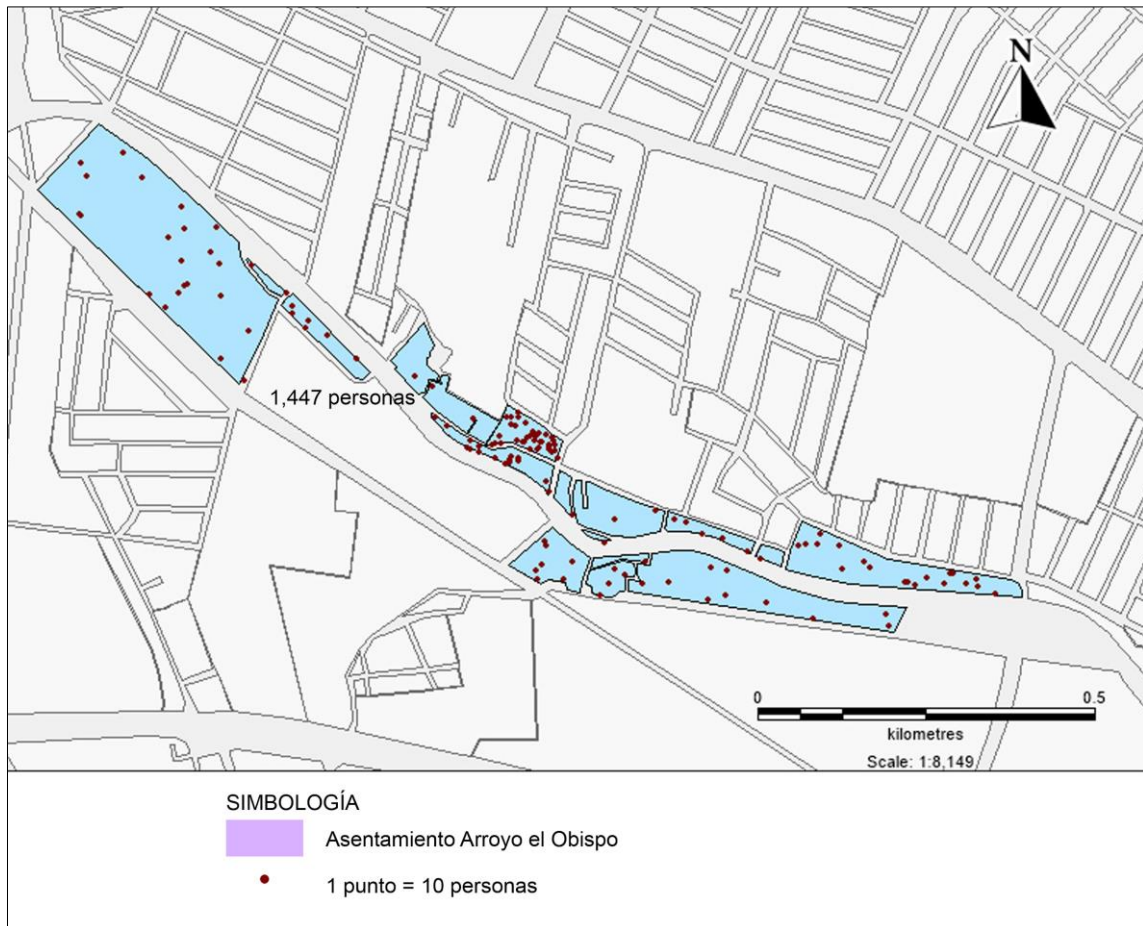 N
1,447 personas
0 0.5
kilometres
Scale: 1:8,149
SIMBOLOGÍA
Asentamiento Arroyo el Obispo
1 punto = 10 personas